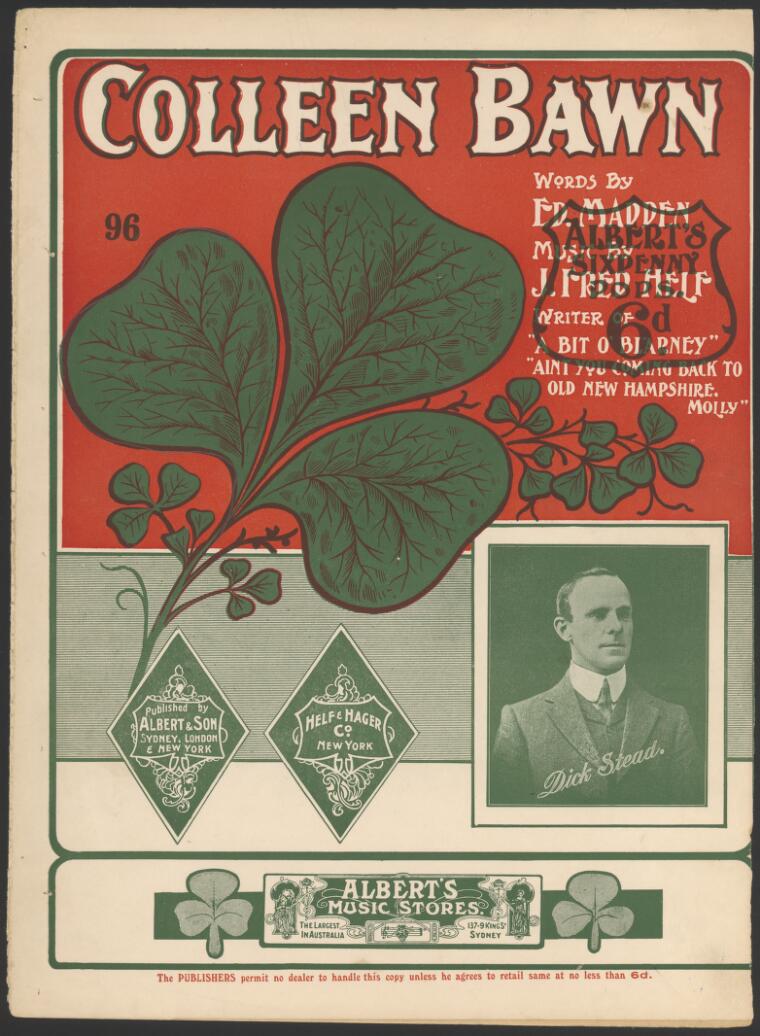 COLLEEN BAWN
96
WORDS BY
ED. MADDEN
MUSIC BY
J. FRED HELF
WRITER OF
"A BIT O' BLARNEY"
"AINT YOU COMING BACK TO
OLD NEW HAMPSHIRE.
MOLLY"
ALBERT'S
SIXPENNY
POPS.
6d
Dick Stead.
Published by
ALBERT & SON
SYDNEY, LONDON
& NEW YORK
HELF & HAGER
Co
NEW YORK
ALBERT'S
MUSIC STORES.
THE LARGEST
IN AUSTRALIA
137-9 KING ST
SYDNEY
The PUBLISHERS permit no dealer to handle this copy unless he agrees to retail same at no less than 6d.